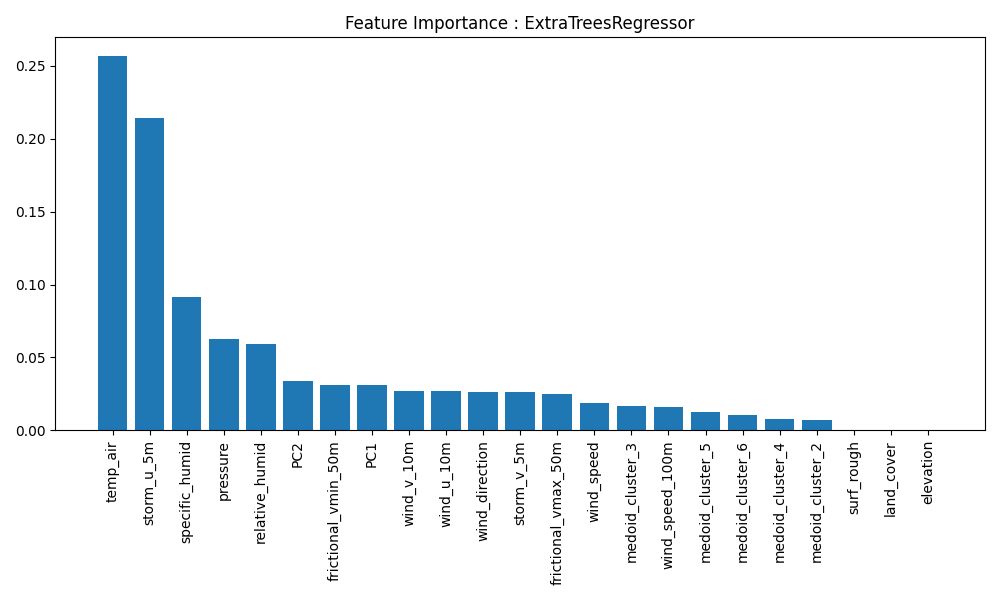 Feature Importance : ExtraTreesRegressor
0.25
0.20
0.15
0.10
0.05
0.00
temp_air
storm_u_5m
specific_humid
pressure
relative_humid
PC2
frictional_vmin_50m
PC1
wind_v_10m
wind_u_10m
wind_direction
storm_v_5m
frictional_vmax_50m
wind_speed
medoid_cluster_3
wind_speed_100m
medoid_cluster_5
medoid_cluster_6
medoid_cluster_4
medoid_cluster_2
surf_rough
land_cover
elevation